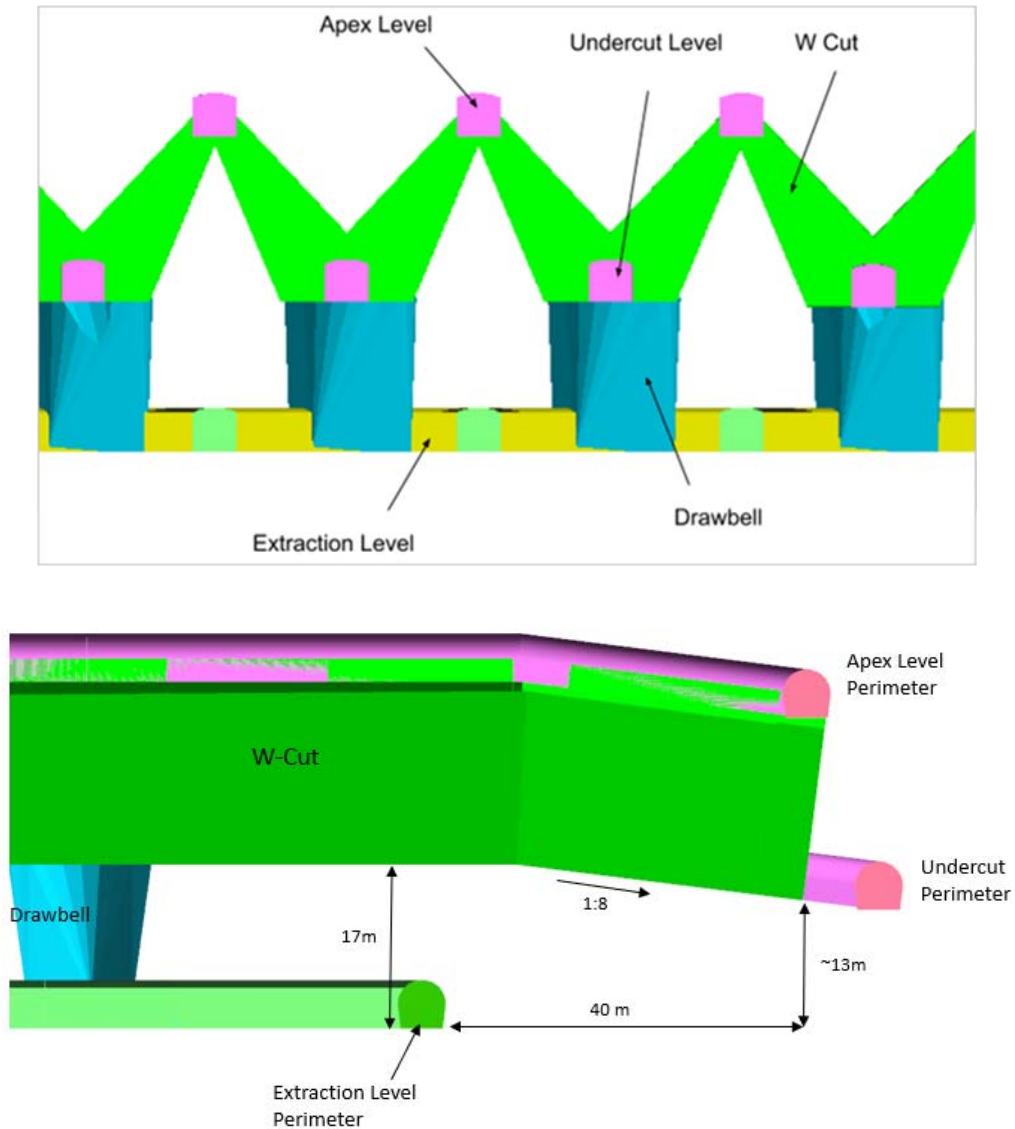 Apex Level
Undercut Level
W Cut
Drawbell
Extraction Level
Apex Level
Perimeter
W-Cut
Undercut
Perimeter
1:8
Drawbell
17m
~13m
40 m
Extraction Level
Perimeter